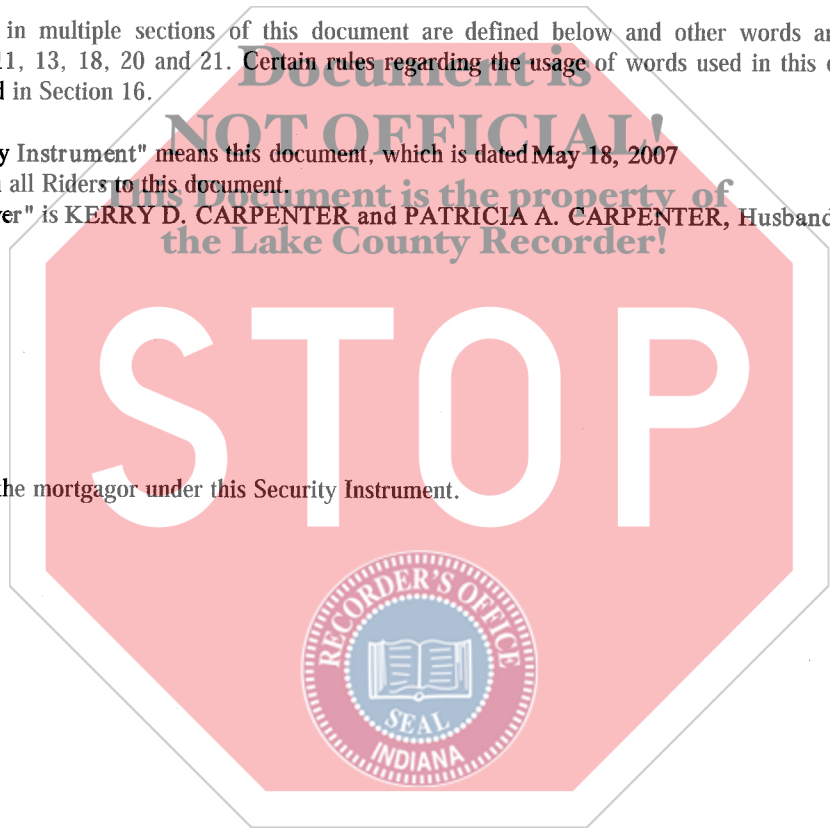 in multiple sections of this document are defined below and other words
11, 13, 18, 20 and 21. Certain rules regarding the usage of words used in this
in Section 16.
Document is
NOT OFFICIAL!
This Document is the property of
the Lake County Recorder!
Instrument" means this document, which is dated May 18, 2007
all Riders to this document.
is KERRY D. CARPENTER and PATRICIA A. CARPENTER, Husband
STOP
the mortgagor under this Security Instrument.
RECORDER'S OFFICE
SEAL
INDIANA